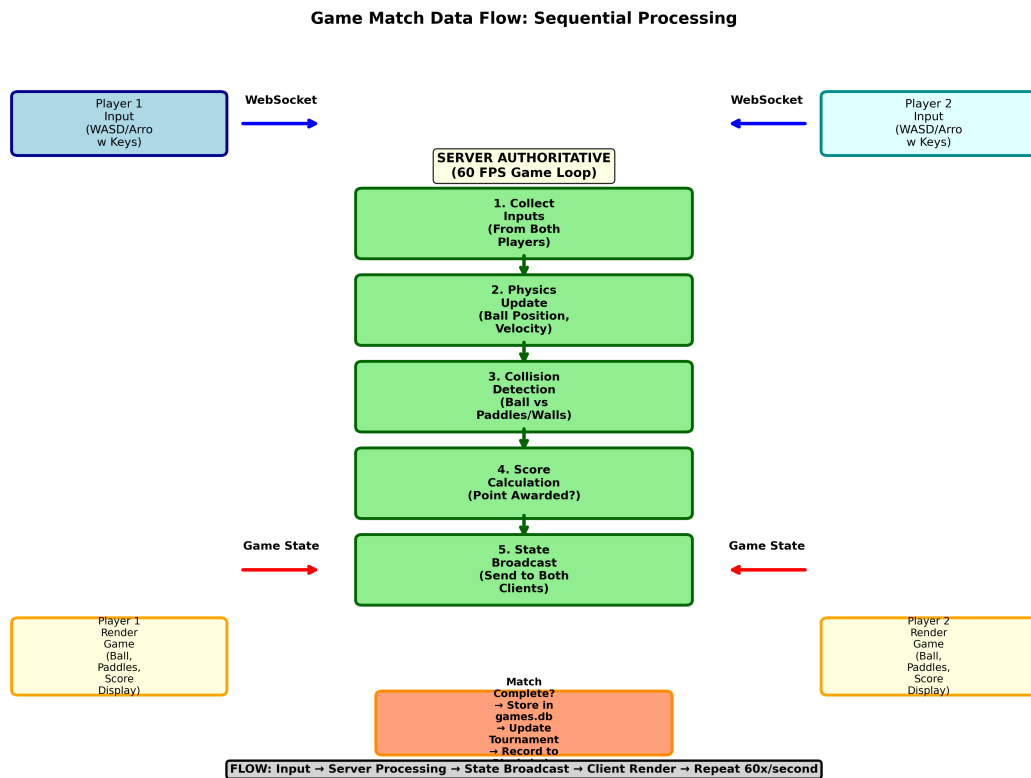 Game Match Data Flow: Sequential Processing
Player 1
Input
(WASD/Arro
w Keys)
WebSocket
WebSocket
Player 2
Input
(WASD/Arro
w Keys)
SERVER AUTHORITATIVE
(60 FPS Game Loop)
1. Collect
Inputs
(From Both
Players)
2. Physics
Update
(Ball Position,
Velocity)
3. Collision
Detection
(Ball vs
Paddles/Walls)
4. Score
Calculation
(Point Awarded?)
5. State
Broadcast
(Send to Both
Clients)
Game State
Game State
Player 1
Render
Game
(Ball,
Paddles,
Score
Display)
Player 2
Render
Game
(Ball,
Paddles,
Score
Display)
Match
Complete?
→ Store in
games.db
→ Update
Tournament
→ Record to
FLOW: Input → Server Processing → State Broadcast → Client Render → Repeat 60x/second